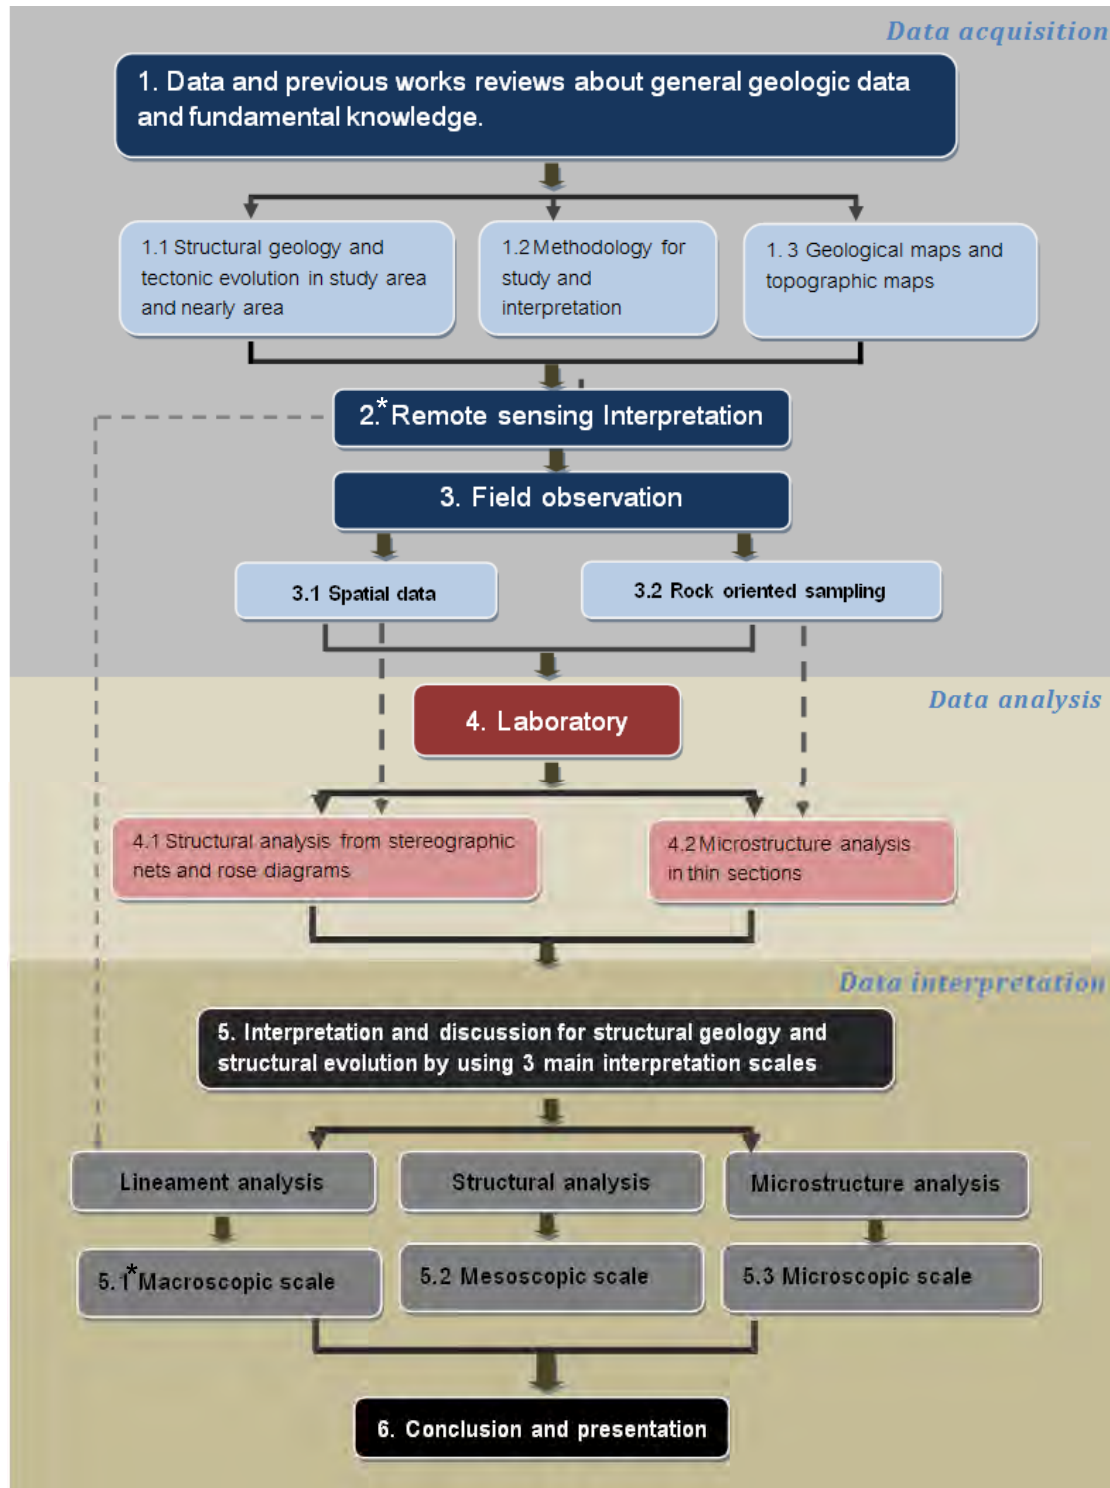 Data acquisition
1. Data and previous works reviews about general geologic data
and fundamental knowledge.
1.1 Structural geology and
tectonic evolution in study area
and nearly area
1.2 Methodology for
study and
interpretation
1. 3 Geological maps and
topographic maps
2.* Remote sensing Interpretation
3. Field observation
3.1 Spatial data
3.2 Rock oriented sampling
Data analysis
4. Laboratory
4.1 Structural analysis from stereographic
nets and rose diagrams
4.2 Microstructure analysis
in thin sections
Data interpretation
5. Interpretation and discussion for structural geology and
structural evolution by using 3 main interpretation scales
Lineament analysis
Structural analysis
Microstructure analysis
5.1* Macroscopic scale
5.2 Mesoscopic scale
5.3 Microscopic scale
6. Conclusion and presentation